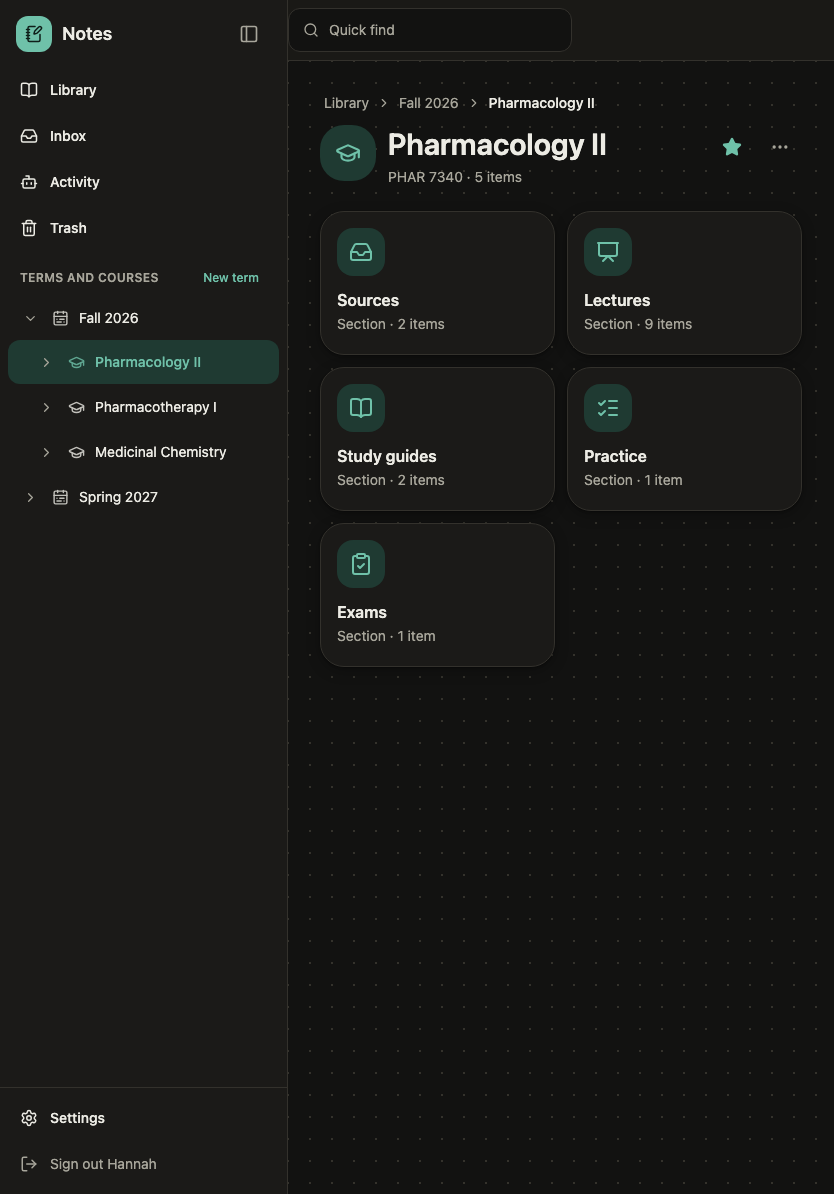 Notes
Quick find
Library
Inbox
Activity
Trash
TERMS AND COURSES New term
Fall 2026
Pharmacology II
Pharmacotherapy I
Medicinal Chemistry
Spring 2027
Settings
Sign out Hannah
Library > Fall 2026 > Pharmacology II
Pharmacology II
PHAR 7340 · 5 items
Sources
Section · 2 items
Lectures
Section · 9 items
Study guides
Section · 2 items
Practice
Section · 1 item
Exams
Section · 1 item